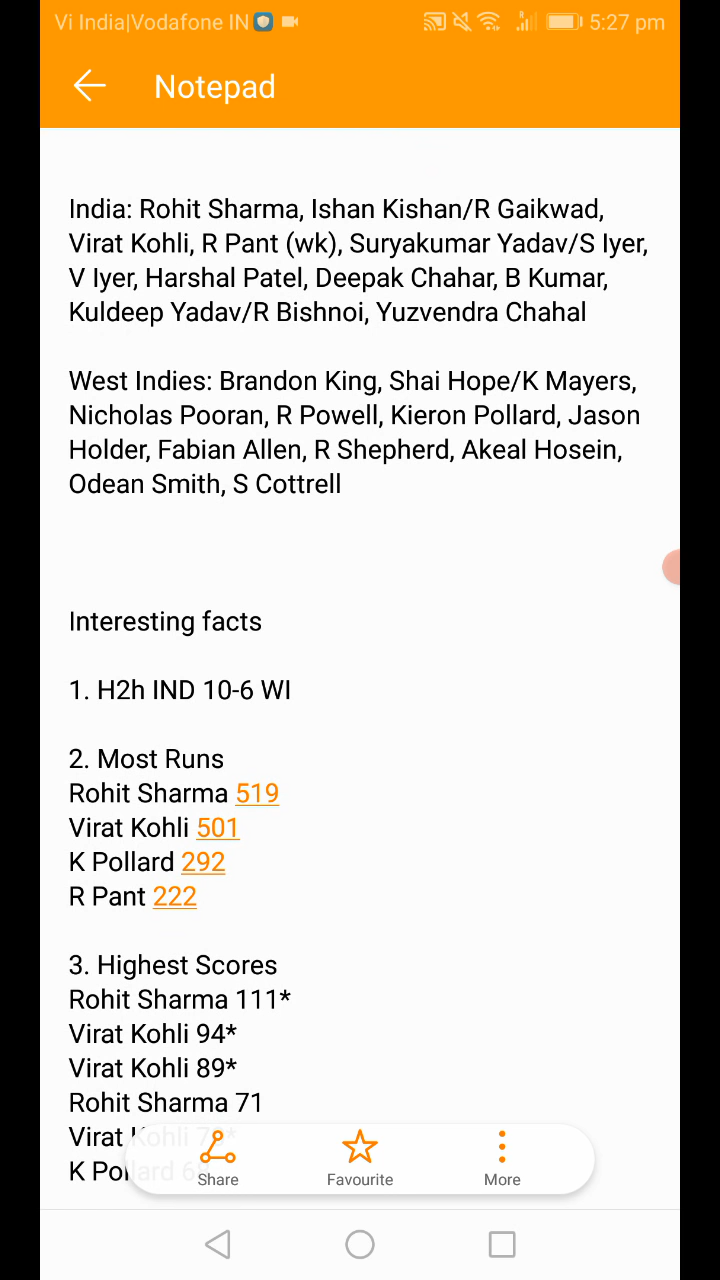 Vi India|Vodafone IN 5:27 pm
Notepad
India: Rohit Sharma, Ishan Kishan/R Gaikwad,
Virat Kohli, R Pant (wk), Suryakumar Yadav/S Iyer,
V Iyer, Harshal Patel, Deepak Chahar, B Kumar,
Kuldeep Yadav/R Bishnoi, Yuzvendra Chahal
West Indies: Brandon King, Shai Hope/K Mayers,
Nicholas Pooran, R Powell, Kieron Pollard, Jason
Holder, Fabian Allen, R Shepherd, Akeal Hosein,
Odean Smith, S Cottrell
Interesting facts
1. H2h IND 10-6 WI
2. Most Runs
Rohit Sharma 519
Virat Kohli 501
K Pollard 292
R Pant 222
3. Highest Scores
Rohit Sharma 111*
Virat Kohli 94*
Virat Kohli 89*
Rohit Sharma 71
Virat Kohli
K Pollard
Share Favourite More